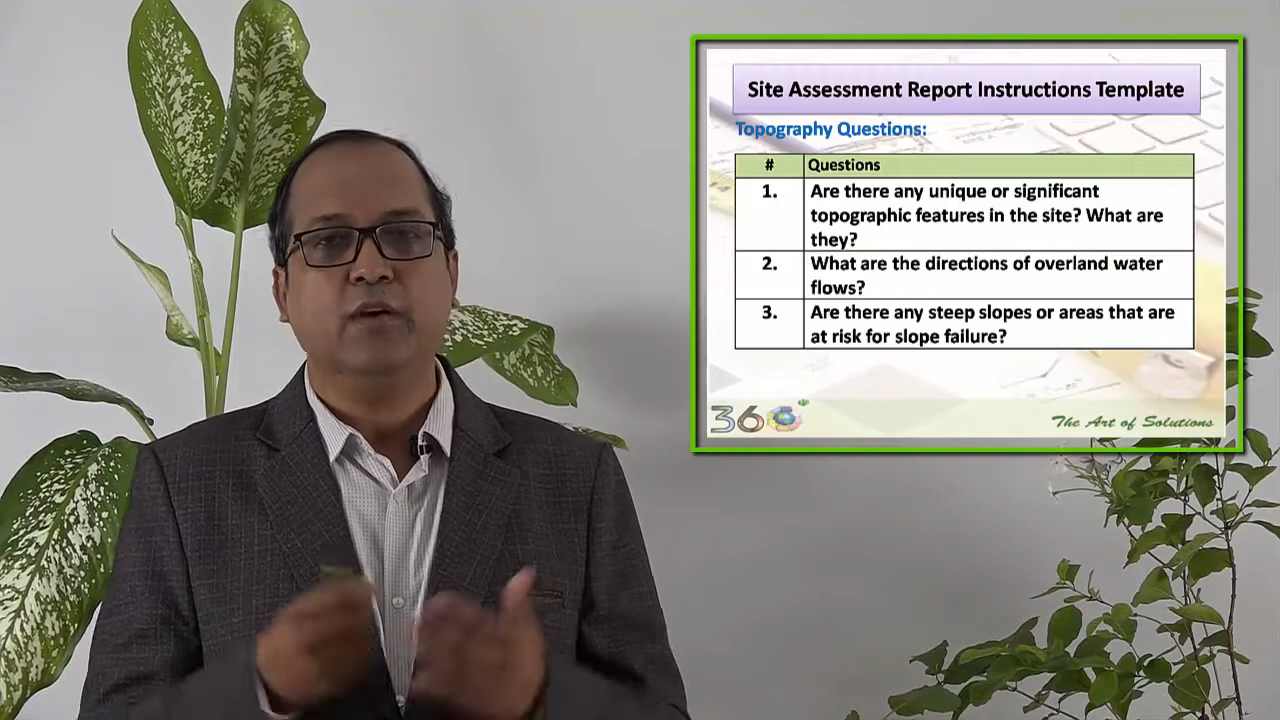 Site Assessment Report Instructions Template
Topography Questions:
# Questions
1. Are there any unique or significant
topographic features in the site? What are
they?
2. What are the directions of overland water
flows?
3. Are there any steep slopes or areas that are
at risk for slope failure?
360
The Art of Solutions